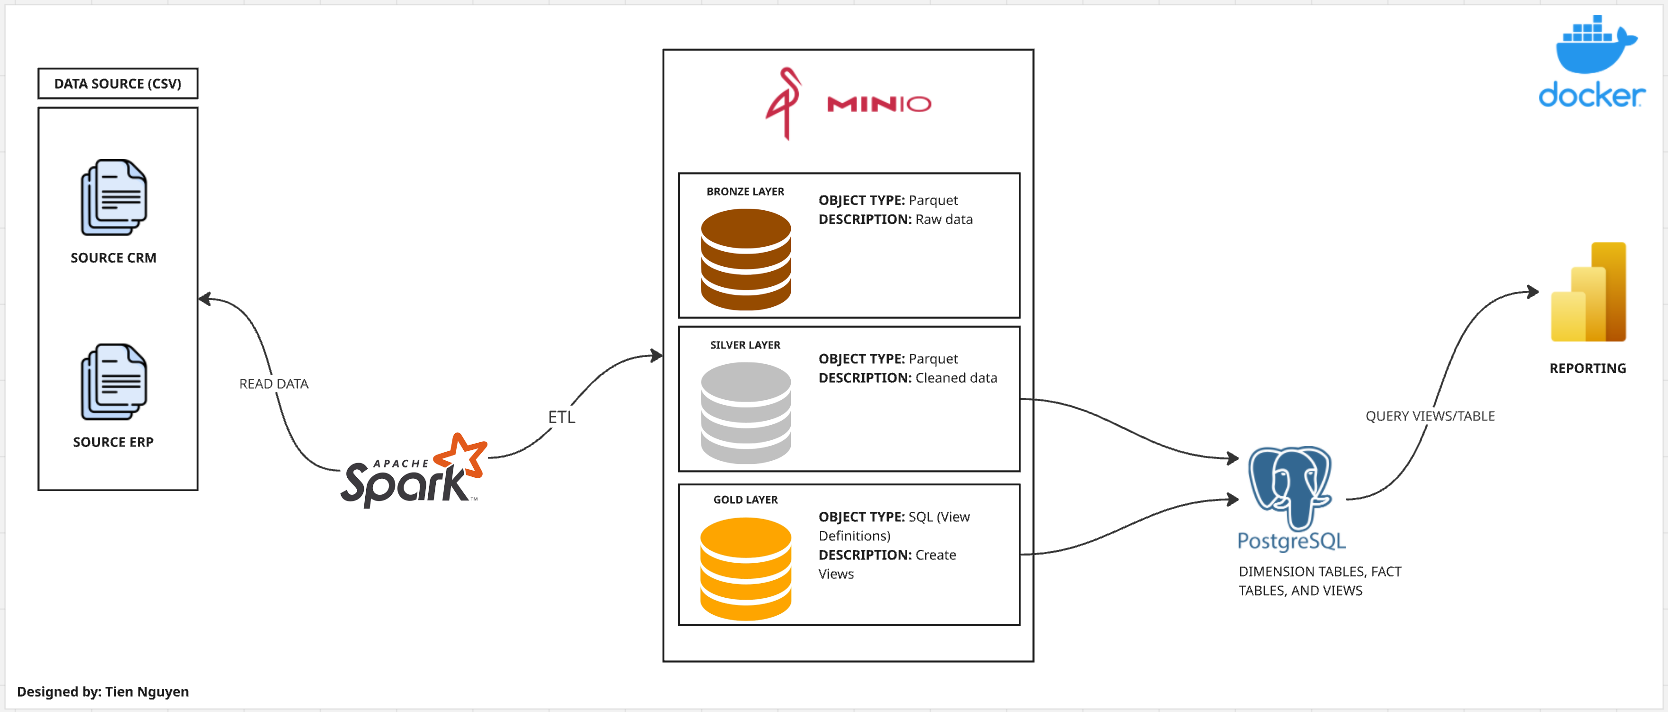 DATA SOURCE (CSV)
SOURCE CRM
SOURCE ERP
READ DATA
APACHE
Spark™
ETL
MINIO
BRONZE LAYER
OBJECT TYPE: Parquet
DESCRIPTION: Raw data
SILVER LAYER
OBJECT TYPE: Parquet
DESCRIPTION: Cleaned data
GOLD LAYER
OBJECT TYPE: SQL (View
Definitions)
DESCRIPTION: Create
Views
PostgreSQL
DIMENSION TABLES, FACT
TABLES, AND VIEWS
QUERY VIEWS/TABLE
REPORTING
docker
Designed by: Tien Nguyen